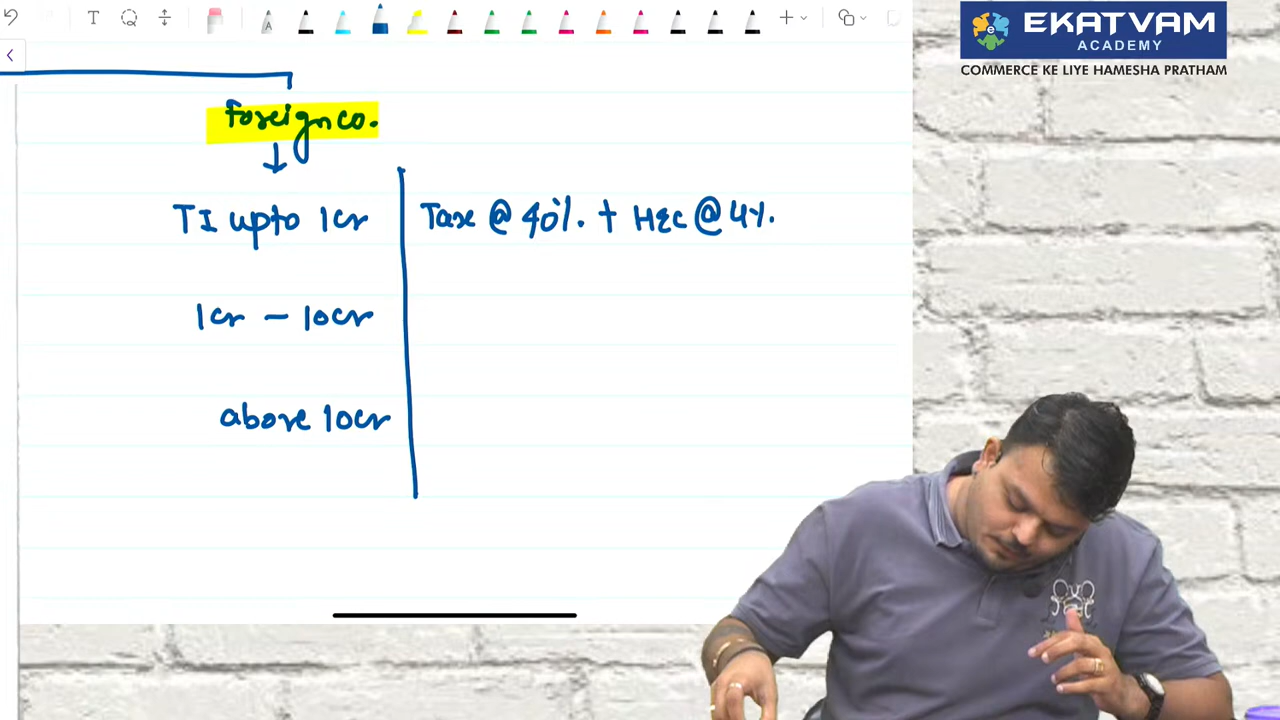 EKATVAM
ACADEMY
COMMERCE KE LIYE HAMESHA PRATHAM
Foreign co.
TI upto 1cr
Tax @ 40%. + H&C @ 4%.
1cr - 10cr
above 10cr